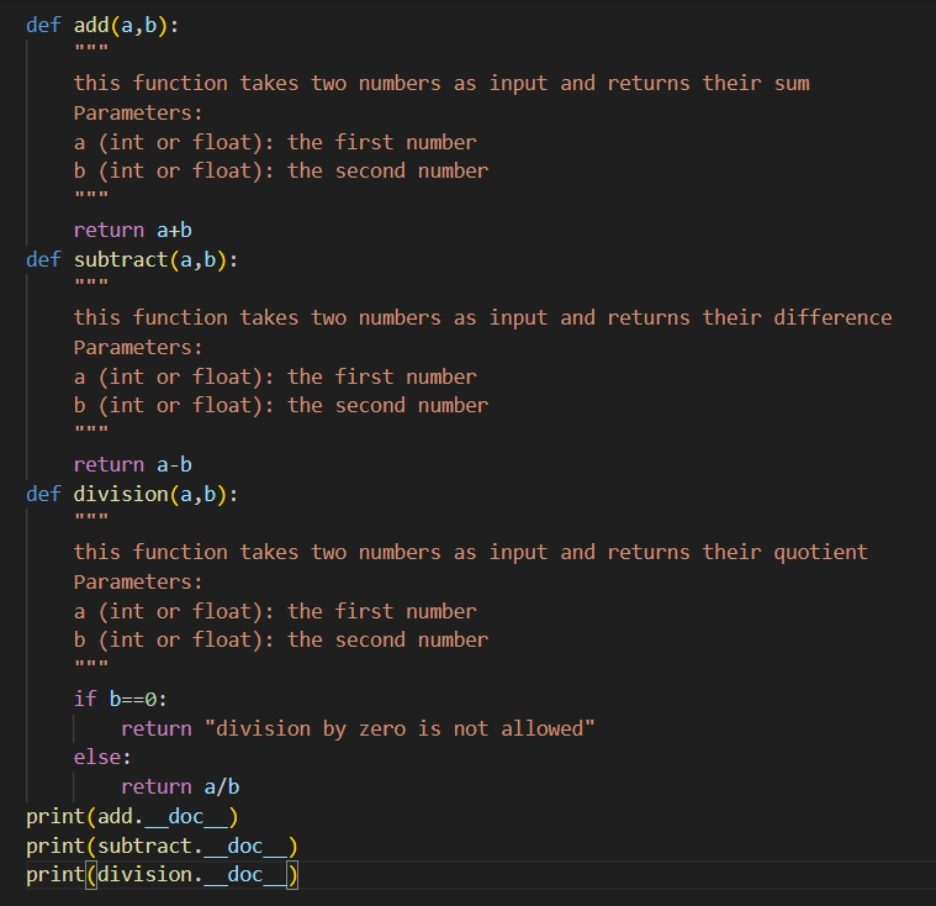 def add(a,b):
    """
    this function takes two numbers as input and returns their sum
    Parameters:
    a (int or float): the first number
    b (int or float): the second number
    """
    return a+b
def subtract(a,b):
    """
    this function takes two numbers as input and returns their difference
    Parameters:
    a (int or float): the first number
    b (int or float): the second number
    """
    return a-b
def division(a,b):
    """
    this function takes two numbers as input and returns their quotient
    Parameters:
    a (int or float): the first number
    b (int or float): the second number
    """
    if b==0:
        return "division by zero is not allowed"
    else:
        return a/b
print(add.__doc__)
print(subtract.__doc__)
print(division.__doc__)